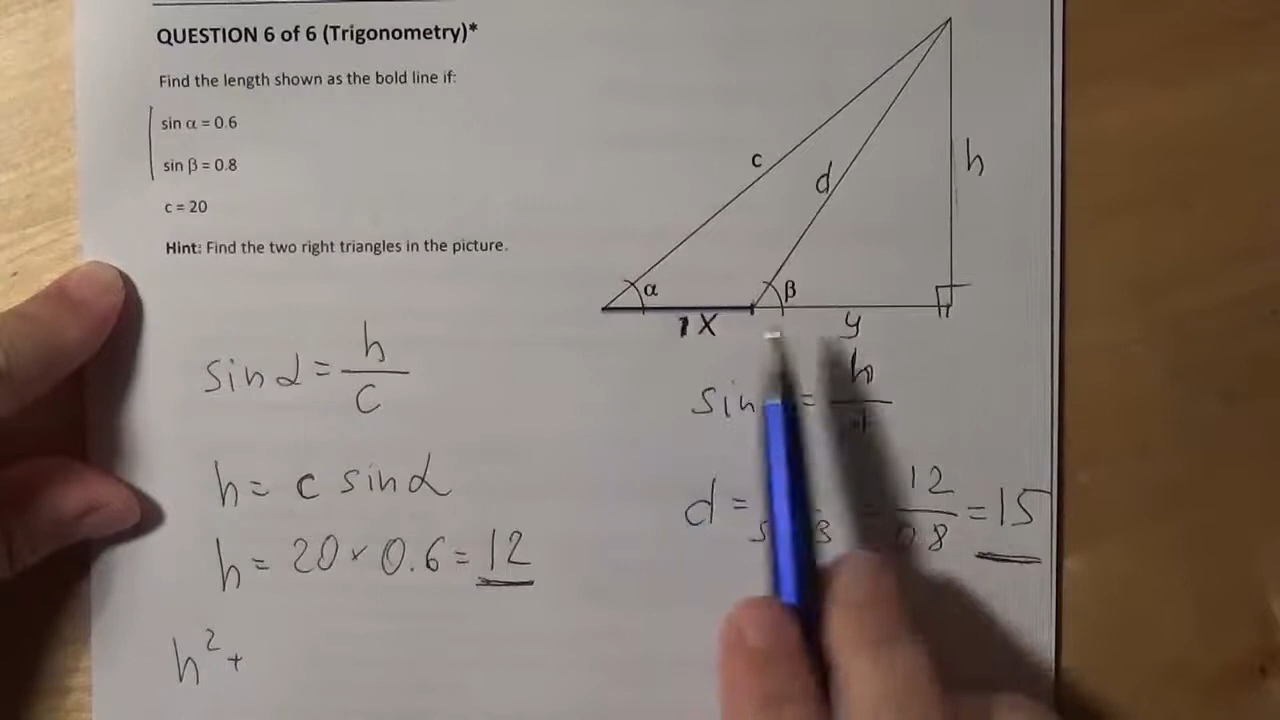 QUESTION 6 of 6 (Trigonometry)*
Find the length shown as the bold line if:
sin α = 0.6
sin β = 0.8
c = 20
Hint: Find the two right triangles in the picture.
c
d
h
α
β
x
y
sin α = h/c
h = c sin α
h = 20 × 0.6 = 12
h² +
sin = h
d = = 12/0.8 = 15